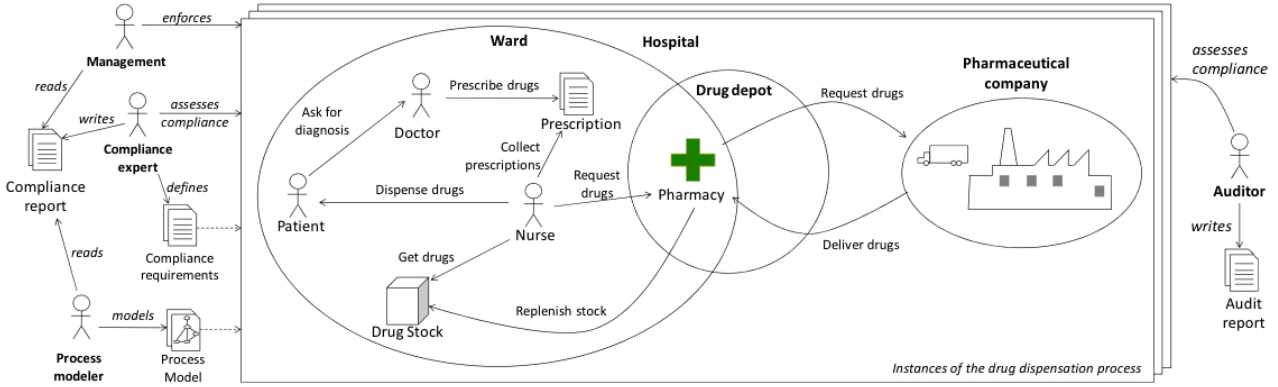 enforces
Management
reads
assesses
compliance
writes
Compliance
expert
Compliance
report
defines
Compliance
requirements
reads
models
Process
modeler
Process
Model
Ward
Hospital
Ask for
diagnosis
Doctor
Prescribe drugs
Prescription
Collect
prescriptions
Dispense drugs
Patient
Nurse
Request
drugs
Get drugs
Drug Stock
Replenish stock
Drug depot
Pharmacy
Request drugs
Deliver drugs
Pharmaceutical
company
Instances of the drug dispensation process
assesses
compliance
Auditor
writes
Audit
report